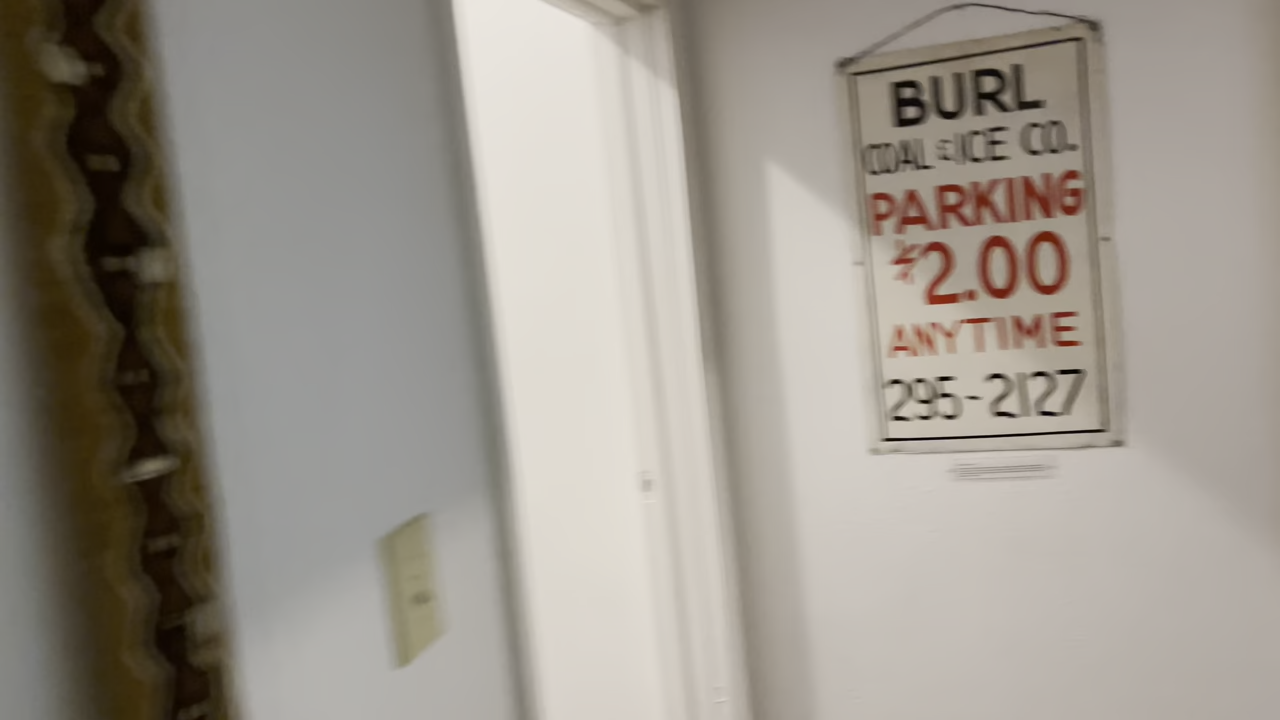 BURL
COAL & ICE CO.
PARKING
$2.00
ANYTIME
295-2127